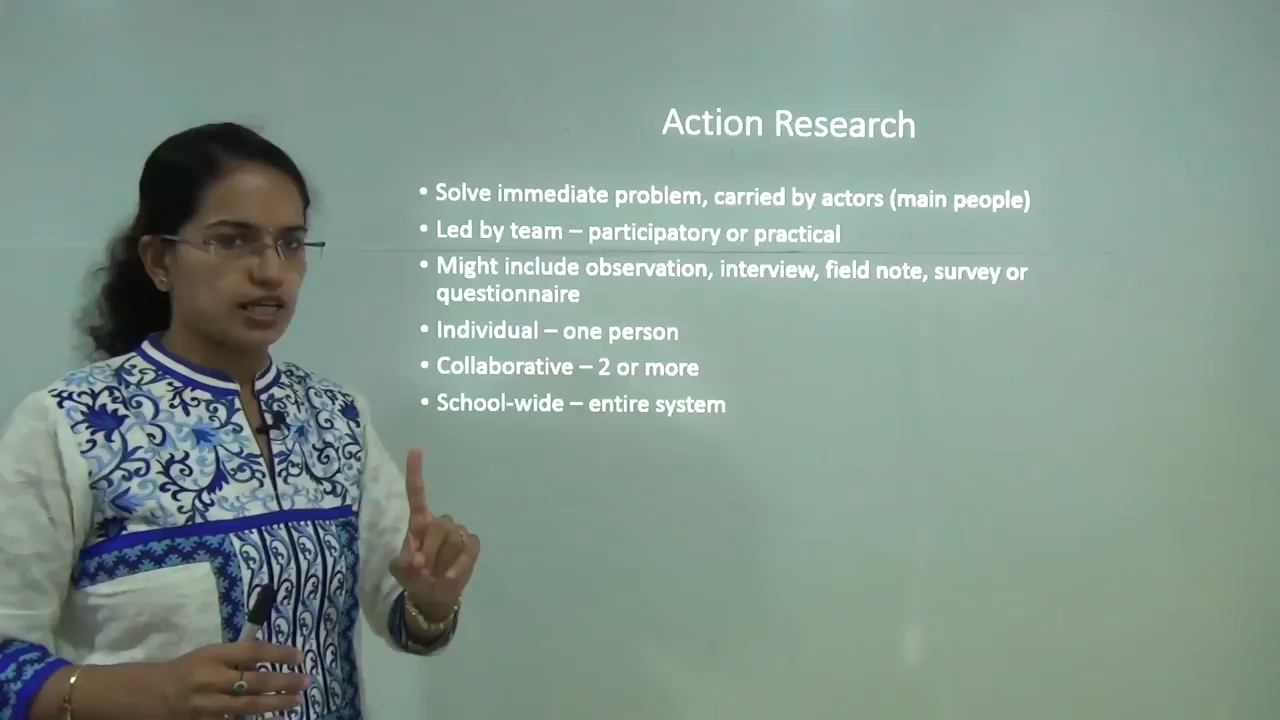 Action Research
• Solve immediate problem, carried by actors (main people)
• Led by team – participatory or practical
• Might include observation, interview, field note, survey or
questionnaire
• Individual – one person
• Collaborative – 2 or more
• School-wide – entire system